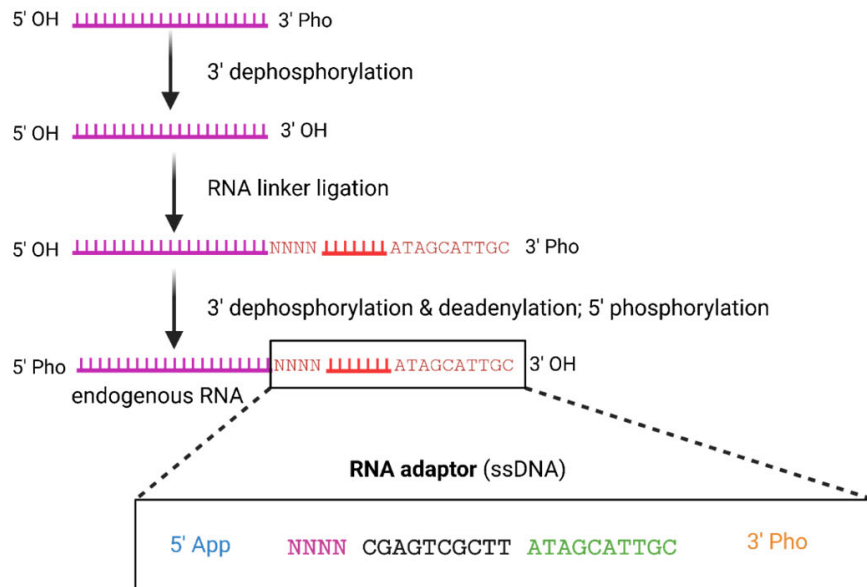 5' OH 3' Pho
3' dephosphorylation
5' OH 3' OH
RNA linker ligation
5' OH NNNN ATAGCATTGC 3' Pho
3' dephosphorylation & deadenylation; 5' phosphorylation
5' Pho NNNN ATAGCATTGC 3' OH
endogenous RNA
RNA adaptor (ssDNA)
5' App NNNN CGAGTCGCTT ATAGCATTGC 3' Pho